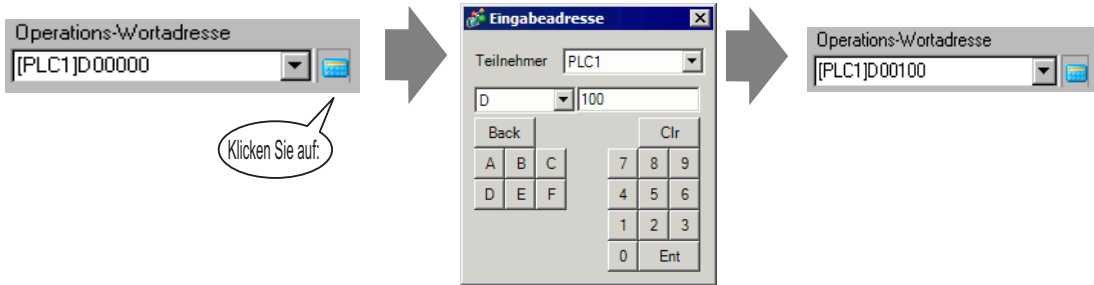 Operations-Wortadresse
[PLC1]D00000
Klicken Sie auf:
Eingabeadresse
Teilnehmer PLC1
D 100
Back Clr
A B C 7 8 9
D E F 4 5 6
1 2 3
0 Ent
Operations-Wortadresse
[PLC1]D00100